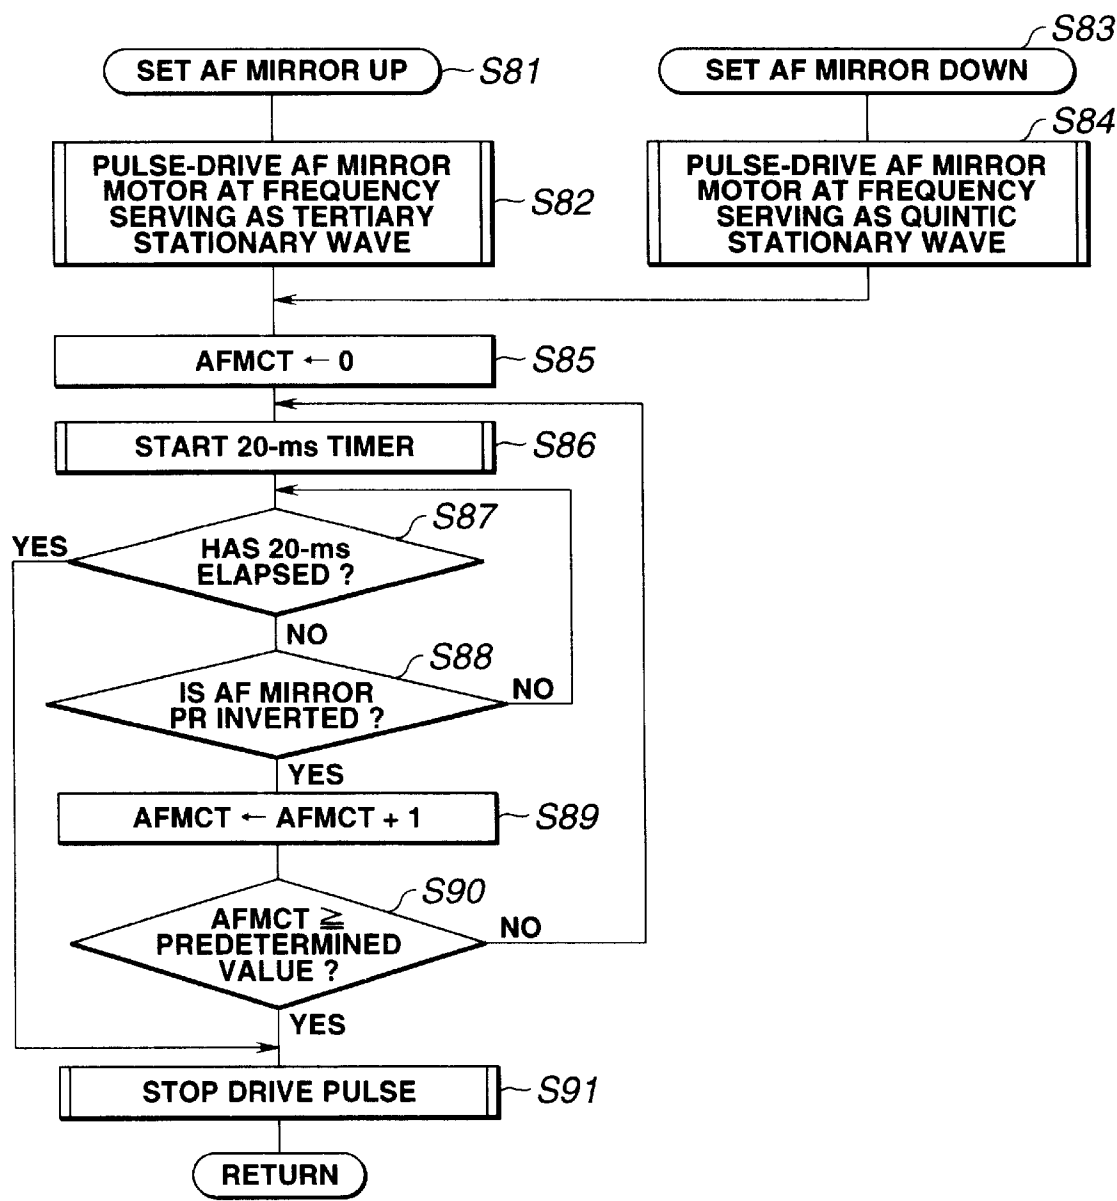 SET AF MIRROR UP
S81
SET AF MIRROR DOWN
S83
PULSE-DRIVE AF MIRROR
MOTOR AT FREQUENCY
SERVING AS TERTIARY
STATIONARY WAVE
S82
PULSE-DRIVE AF MIRROR
MOTOR AT FREQUENCY
SERVING AS QUINTIC
STATIONARY WAVE
S84
AFMCT ← 0
S85
START 20-ms TIMER
S86
HAS 20-ms
ELAPSED ?
S87
YES
NO
IS AF MIRROR
PR INVERTED ?
S88
NO
YES
AFMCT ← AFMCT + 1
S89
AFMCT ≧
PREDETERMINED
VALUE ?
S90
NO
YES
STOP DRIVE PULSE
S91
RETURN